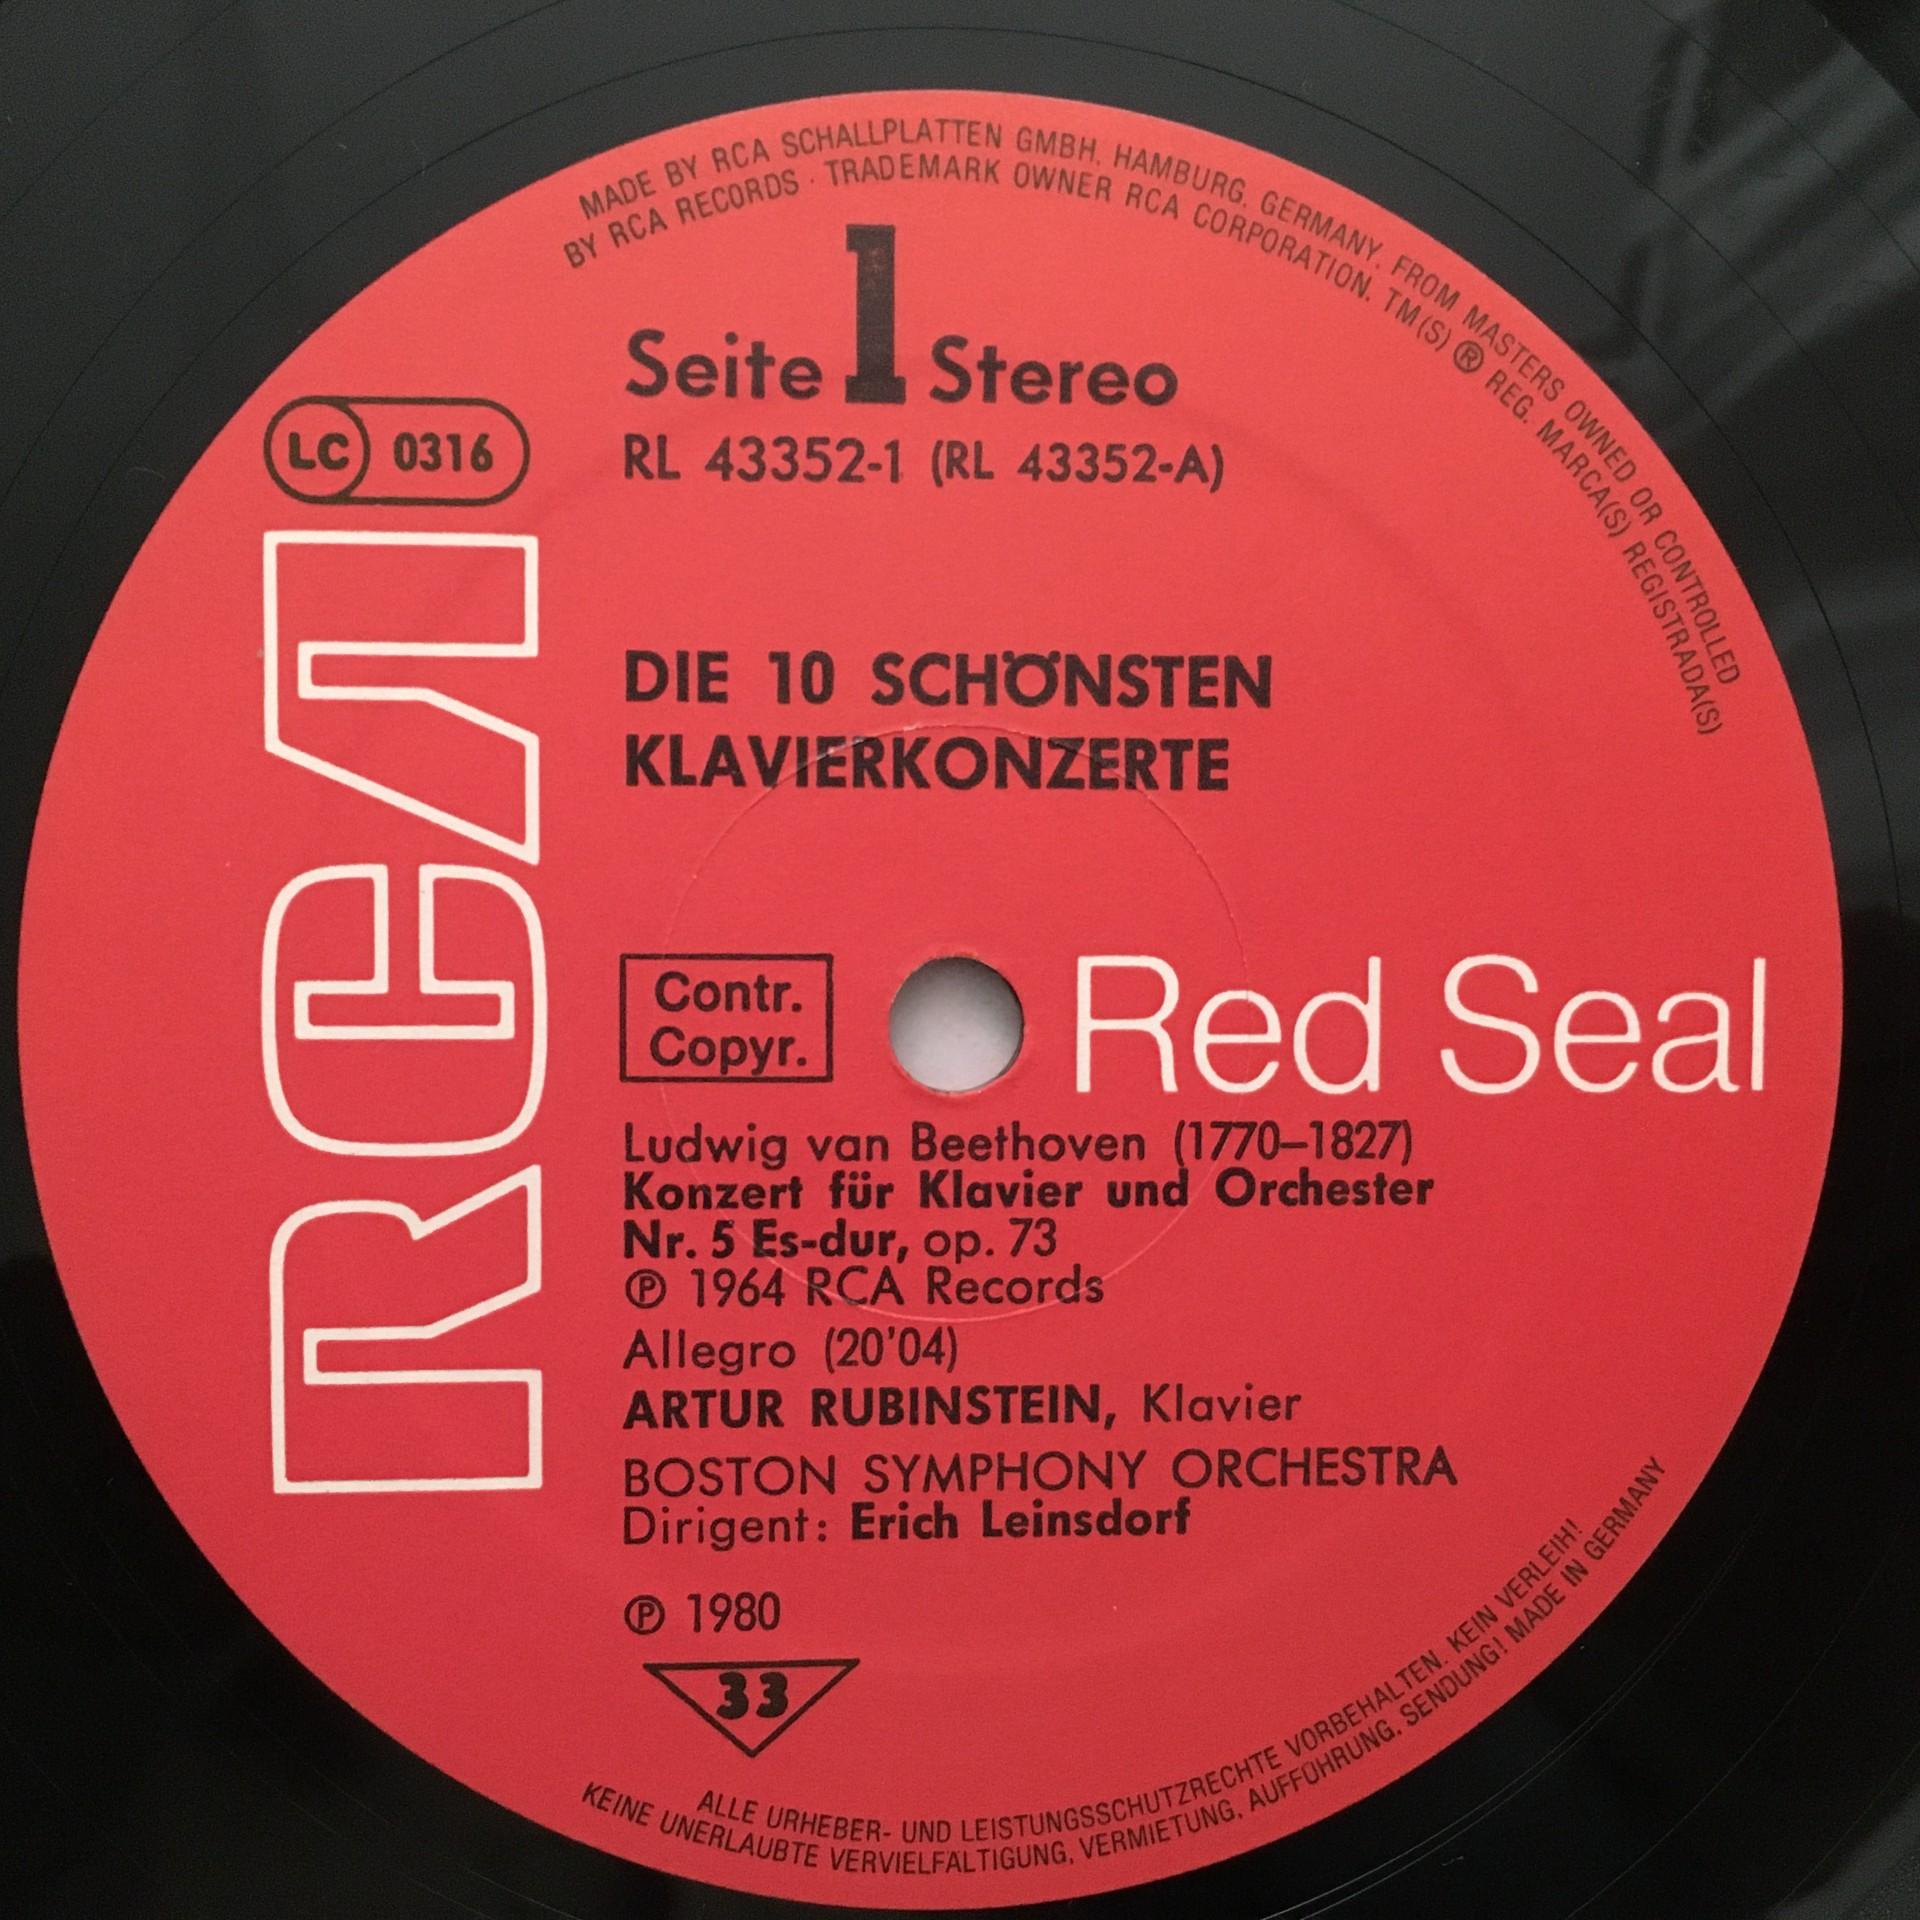 MADE BY RCA SCHALLPLATTEN GMBH, HAMBURG, GERMANY, FROM MASTERS OWNED OR CONTROLLED
BY RCA RECORDS · TRADEMARK OWNER RCA CORPORATION. TM(S) ® REG. MARCA(S) REGISTRADA(S)
Seite 1 Stereo
LC 0316
RL 43352-1 (RL 43352-A)
RCA
DIE 10 SCHÖNSTEN
KLAVIERKONZERTE
Contr.
Copyr.
Red Seal
Ludwig van Beethoven (1770–1827)
Konzert für Klavier und Orchester
Nr. 5 Es-dur, op. 73
℗ 1964 RCA Records
Allegro (20'04)
ARTUR RUBINSTEIN, Klavier
BOSTON SYMPHONY ORCHESTRA
Dirigent: Erich Leinsdorf
℗ 1980
33
ALLE URHEBER- UND LEISTUNGSSCHUTZRECHTE VORBEHALTEN. KEIN VERLEIH!
KEINE UNERLAUBTE VERVIELFÄLTIGUNG, VERMIETUNG, AUFFÜHRUNG, SENDUNG! MADE IN GERMANY